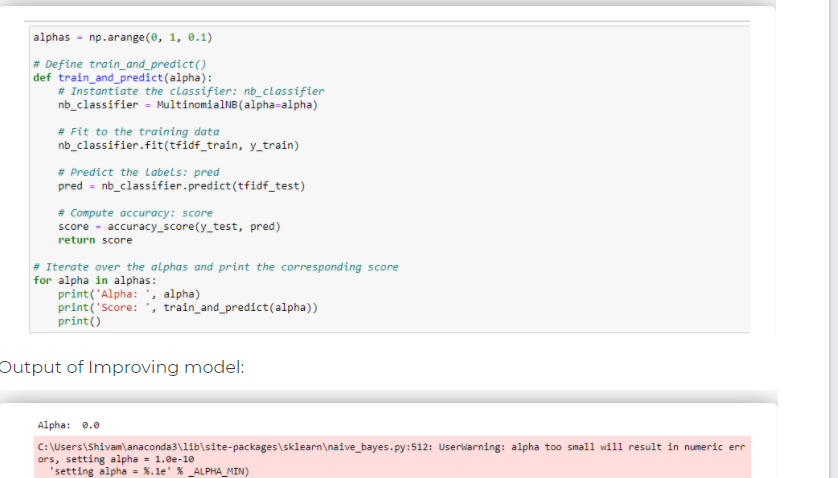 alphas = np.arange(0, 1, 0.1)
# Define train_and_predict()
def train_and_predict(alpha):
# Instantiate the classifier: nb_classifier
nb_classifier = MultinomialNB(alpha=alpha)
# Fit to the training data
nb_classifier.fit(tfidf_train, y_train)
# Predict the labels: pred
pred = nb_classifier.predict(tfidf_test)
# Compute accuracy: score
score = accuracy_score(y_test, pred)
return score
# Iterate over the alphas and print the corresponding score
for alpha in alphas:
print('Alpha: ', alpha)
print('Score: ', train_and_predict(alpha))
print()
Output of Improving model:
Alpha: 0.0
C:\Users\Shivam\anaconda3\lib\site-packages\sklearn\naive_bayes.py:512: UserWarning: alpha too small will result in numeric err
ors, setting alpha = 1.0e-10
'setting alpha = %.1e' % _ALPHA_MIN)